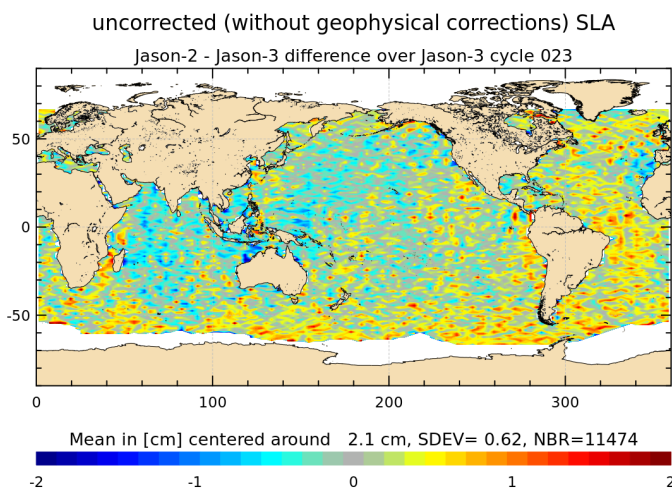 uncorrected (without geophysical corrections) SLA
Jason-2 - Jason-3 difference over Jason-3 cycle 023
50
0
-50
0 100 200 300
Mean in [cm] centered around 2.1 cm, SDEV= 0.62, NBR=11474
-2 -1 0 1 2